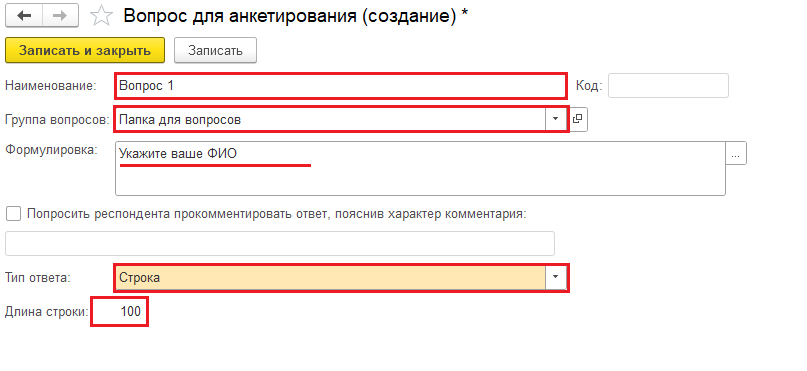 Вопрос для анкетирования (создание) *
Записать и закрыть Записать
Наименование: Вопрос 1 Код:
Группа вопросов: Папка для вопросов
Формулировка: Укажите ваше ФИО ...
Попросить респондента прокомментировать ответ, пояснив характер комментария:
Тип ответа: Строка
Длина строки: 100